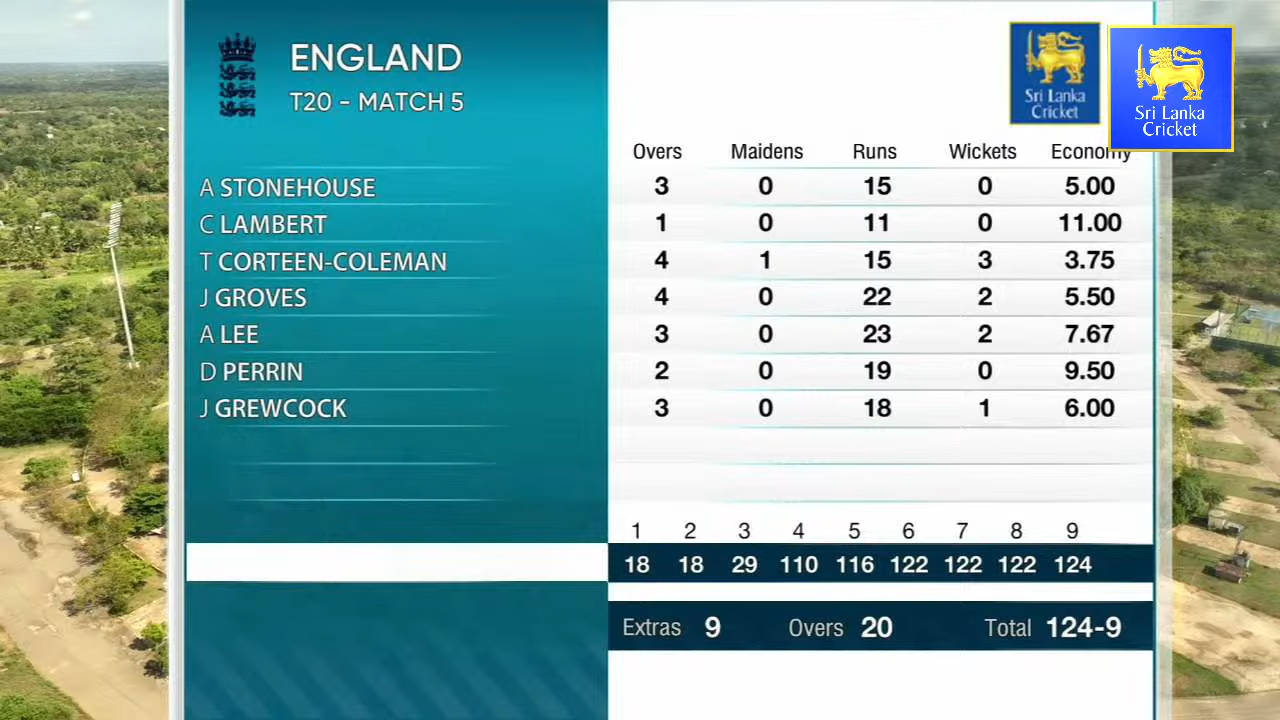 ENGLAND
T20 - MATCH 5
Sri Lanka
Cricket
Sri Lanka
Cricket
Overs Maidens Runs Wickets Economy
A STONEHOUSE 3 0 15 0 5.00
C LAMBERT 1 0 11 0 11.00
T CORTEEN-COLEMAN 4 1 15 3 3.75
J GROVES 4 0 22 2 5.50
A LEE 3 0 23 2 7.67
D PERRIN 2 0 19 0 9.50
J GREWCOCK 3 0 18 1 6.00
1 2 3 4 5 6 7 8 9
18 18 29 110 116 122 122 122 124
Extras 9 Overs 20 Total 124-9